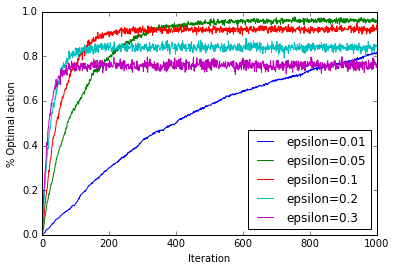 1.0
0.8
0.6
0.4
0.2
0.0
% Optimal action
0
200
400
600
800
1000
Iteration
epsilon=0.01
epsilon=0.05
epsilon=0.1
epsilon=0.2
epsilon=0.3